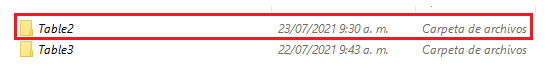 Table2 23/07/2021 9:30 a. m. Carpeta de archivos
Table3 22/07/2021 9:43 a. m. Carpeta de archivos